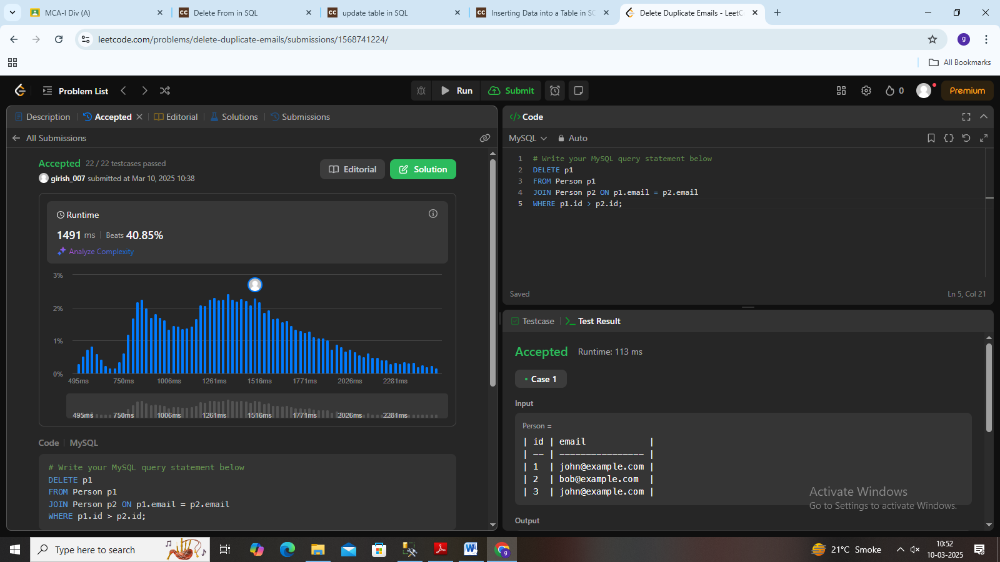 MCA-I Div (A)
Delete From in SQL
update table in SQL
Inserting Data into a Table in SC
Delete Duplicate Emails - LeetC
leetcode.com/problems/delete-duplicate-emails/submissions/1568741224/
g
All Bookmarks
Problem List
Run
Submit
0
Premium
Description
Accepted
Editorial
Solutions
Submissions
All Submissions
Accepted 22 / 22 testcases passed
girish_007 submitted at Mar 10, 2025 10:38
Editorial
Solution
Runtime
1491 ms
Beats 40.85%
Analyze Complexity
3%
2%
1%
0%
495ms 750ms 1006ms 1261ms 1516ms 1771ms 2026ms 2281ms
495ms 750ms 1006ms 1261ms 1516ms 1771ms 2026ms 2281ms
Code | MySQL
# Write your MySQL query statement below
DELETE p1
FROM Person p1
JOIN Person p2 ON p1.email = p2.email
WHERE p1.id > p2.id;
</> Code
MySQL
Auto
1 # Write your MySQL query statement below
2 DELETE p1
3 FROM Person p1
4 JOIN Person p2 ON p1.email = p2.email
5 WHERE p1.id > p2.id;
Saved
Ln 5, Col 21
Testcase
>_ Test Result
Accepted Runtime: 113 ms
• Case 1
Input
Person =
| id | email |
| -- | ---------------- |
| 1 | john@example.com |
| 2 | bob@example.com |
| 3 | john@example.com |
Output
Activate Windows
Go to Settings to activate Windows.
Type here to search
21°C Smoke
10:52
10-03-2025